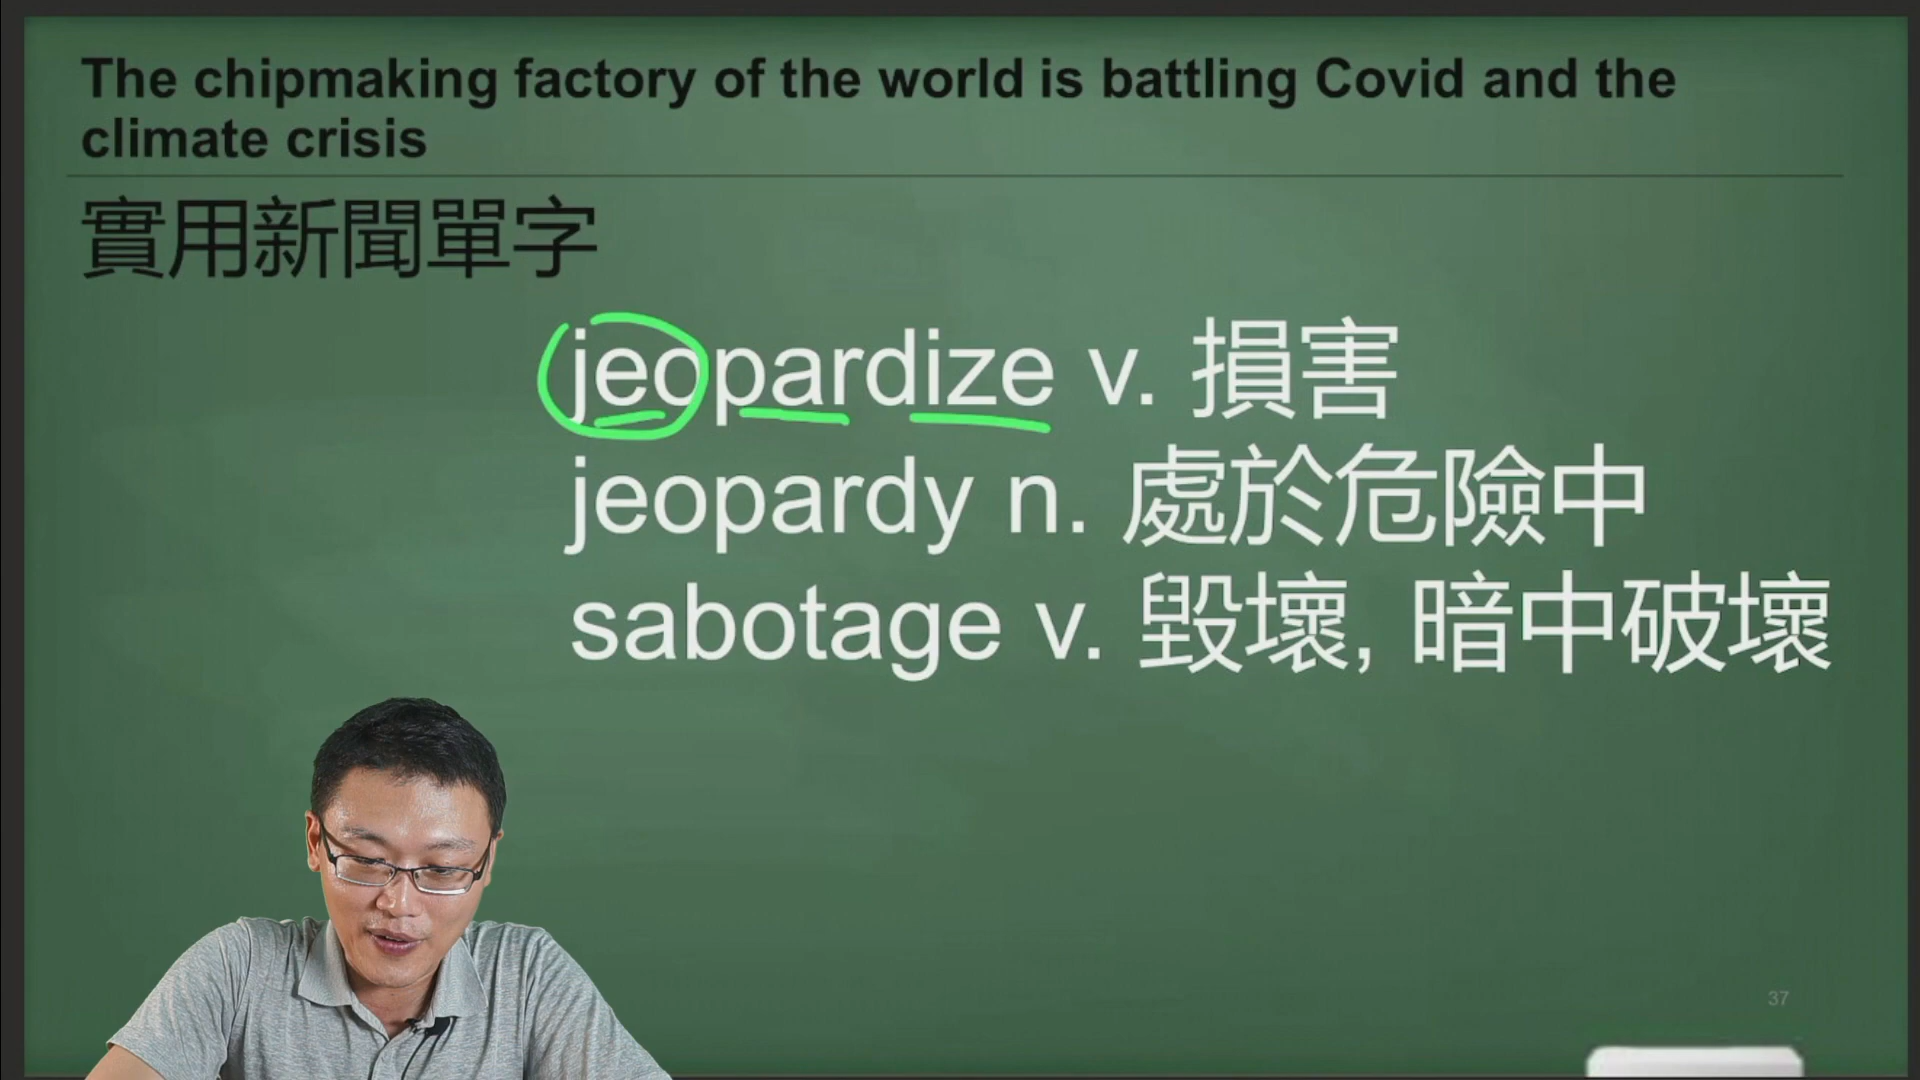 The chipmaking factory of the world is battling Covid and the
climate crisis
實用新聞單字
jeopardize v. 損害
jeopardy n. 處於危險中
sabotage v. 毀壞, 暗中破壞
37